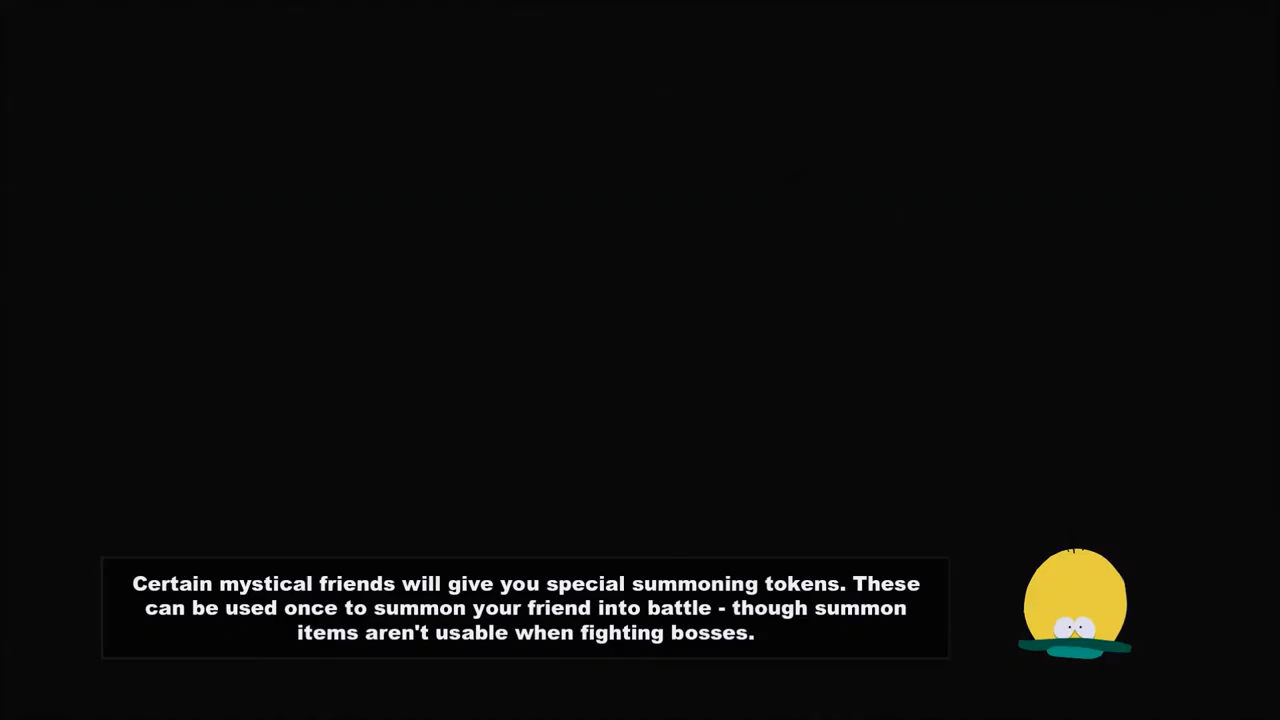 Certain mystical friends will give you special summoning tokens. These
can be used once to summon your friend into battle - though summon
items aren't usable when fighting bosses.